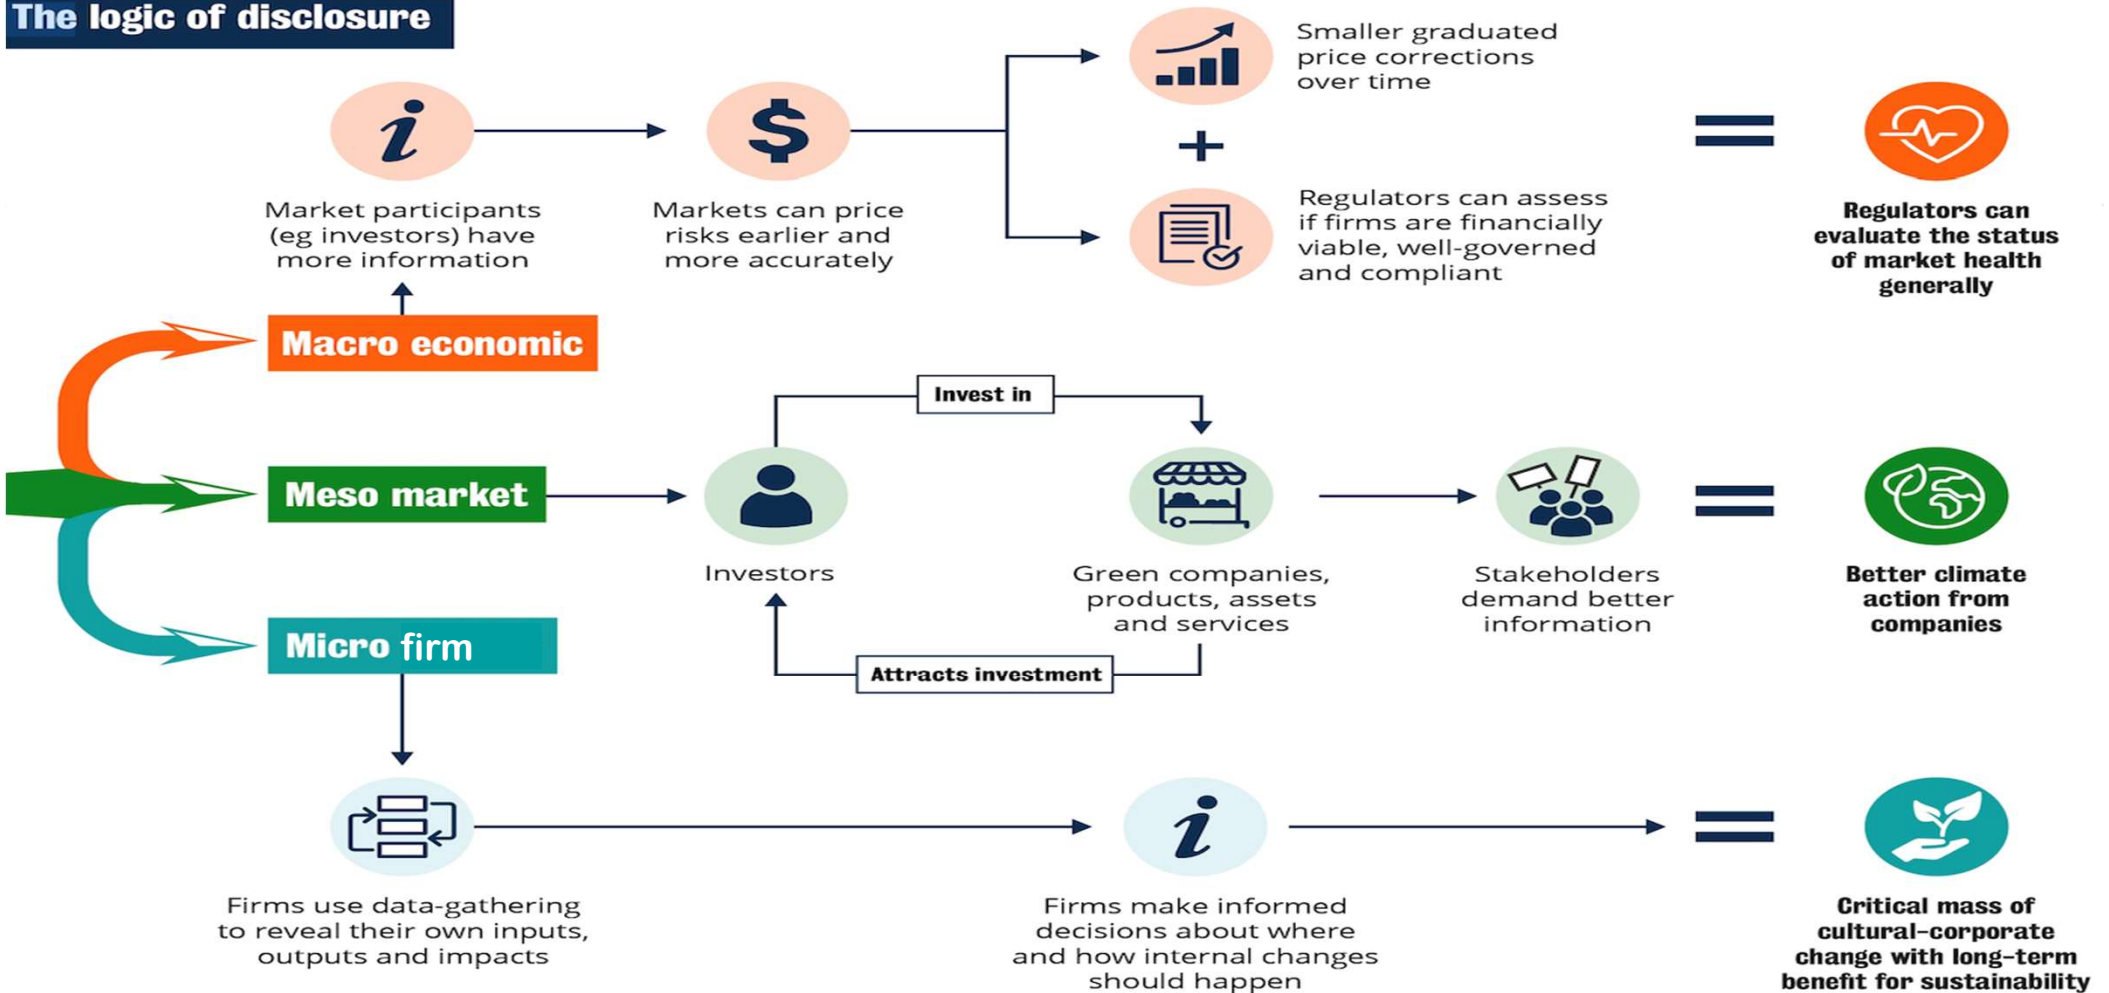 The logic of disclosure
Smaller graduated
price corrections
over time
+
Market participants
(eg investors) have
more information
Markets can price
risks earlier and
more accurately
Regulators can assess
if firms are financially
viable, well-governed
and compliant
Regulators can
evaluate the status
of market health
generally
Macro economic
Invest in
Meso market
Investors
Green companies,
products, assets
and services
Stakeholders
demand better
information
Better climate
action from
companies
Attracts investment
Micro firm
Firms use data-gathering
to reveal their own inputs,
outputs and impacts
Firms make informed
decisions about where
and how internal changes
should happen
Critical mass of
cultural-corporate
change with long-term
benefit for sustainability